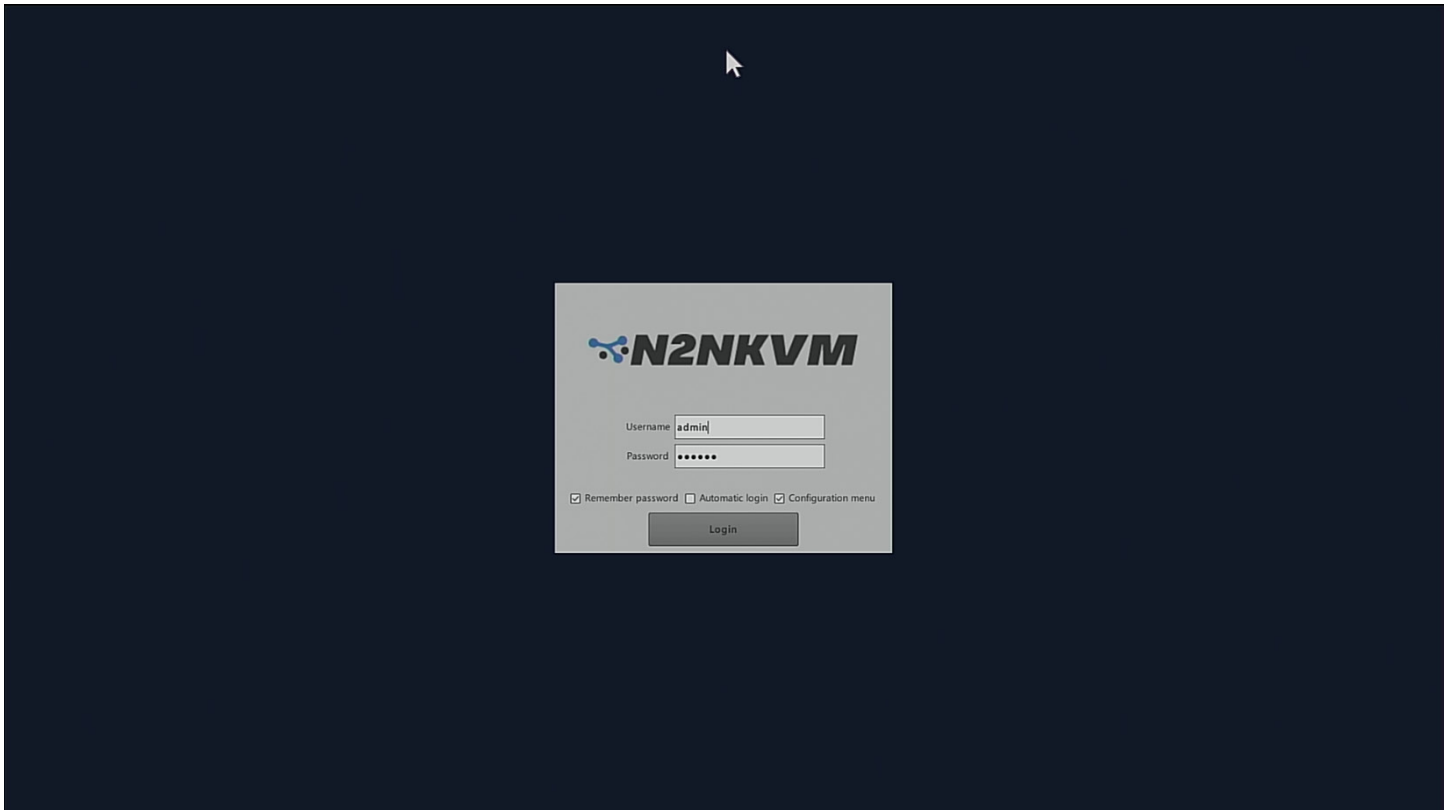 N2NKVM
Username admin
Password ••••••
Remember password Automatic login Configuration menu
Login